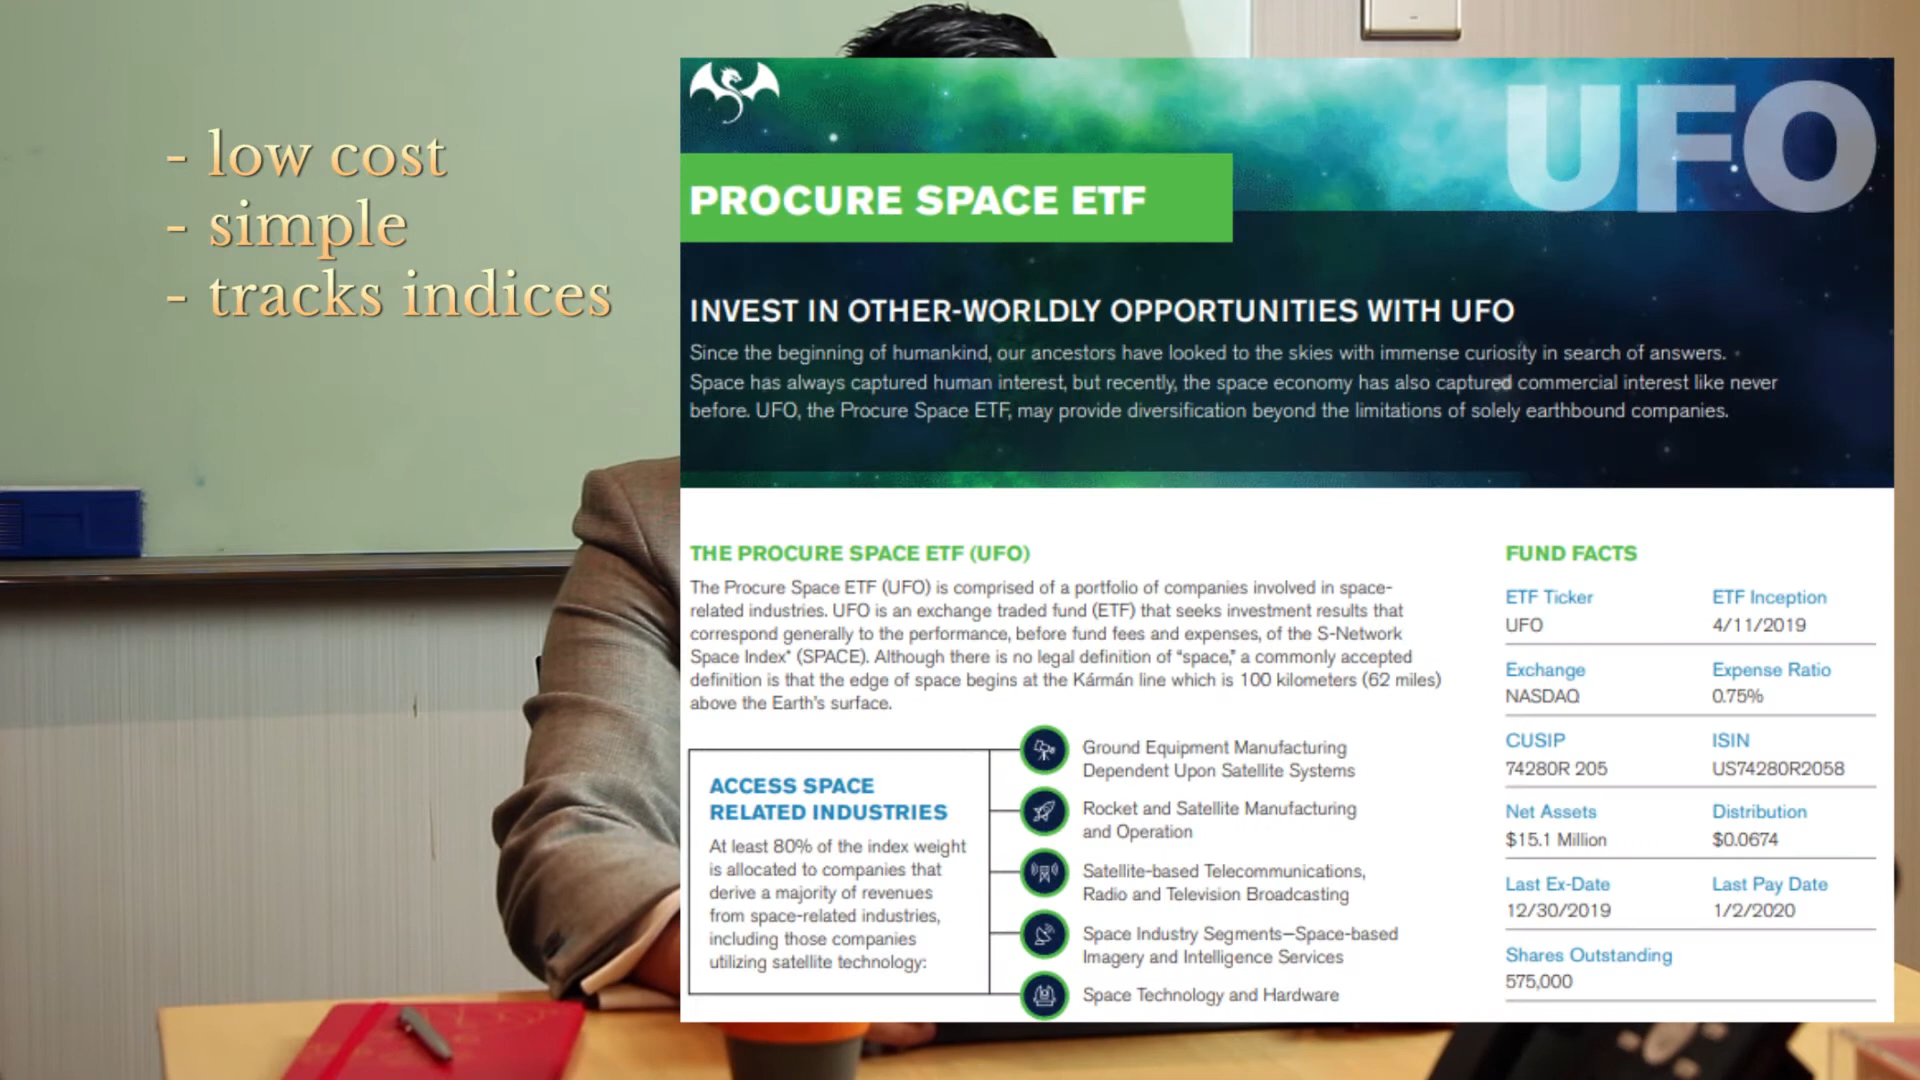 - low cost
- simple
- tracks indices
UFO
PROCURE SPACE ETF
INVEST IN OTHER-WORLDLY OPPORTUNITIES WITH UFO
Since the beginning of humankind, our ancestors have looked to the skies with immense curiosity in search of answers.
Space has always captured human interest, but recently, the space economy has also captured commercial interest like never
before. UFO, the Procure Space ETF, may provide diversification beyond the limitations of solely earthbound companies.
THE PROCURE SPACE ETF (UFO)
The Procure Space ETF (UFO) is comprised of a portfolio of companies involved in space-
related industries. UFO is an exchange traded fund (ETF) that seeks investment results that
correspond generally to the performance, before fund fees and expenses, of the S-Network
Space Index* (SPACE). Although there is no legal definition of "space," a commonly accepted
definition is that the edge of space begins at the Kármán line which is 100 kilometers (62 miles)
above the Earth's surface.
ACCESS SPACE
RELATED INDUSTRIES
At least 80% of the index weight
is allocated to companies that
derive a majority of revenues
from space-related industries,
including those companies
utilizing satellite technology:
Ground Equipment Manufacturing
Dependent Upon Satellite Systems
Rocket and Satellite Manufacturing
and Operation
Satellite-based Telecommunications,
Radio and Television Broadcasting
Space Industry Segments—Space-based
Imagery and Intelligence Services
Space Technology and Hardware
FUND FACTS
ETF Ticker
UFO
ETF Inception
4/11/2019
Exchange
NASDAQ
Expense Ratio
0.75%
CUSIP
74280R 205
ISIN
US74280R2058
Net Assets
$15.1 Million
Distribution
$0.0674
Last Ex-Date
12/30/2019
Last Pay Date
1/2/2020
Shares Outstanding
575,000